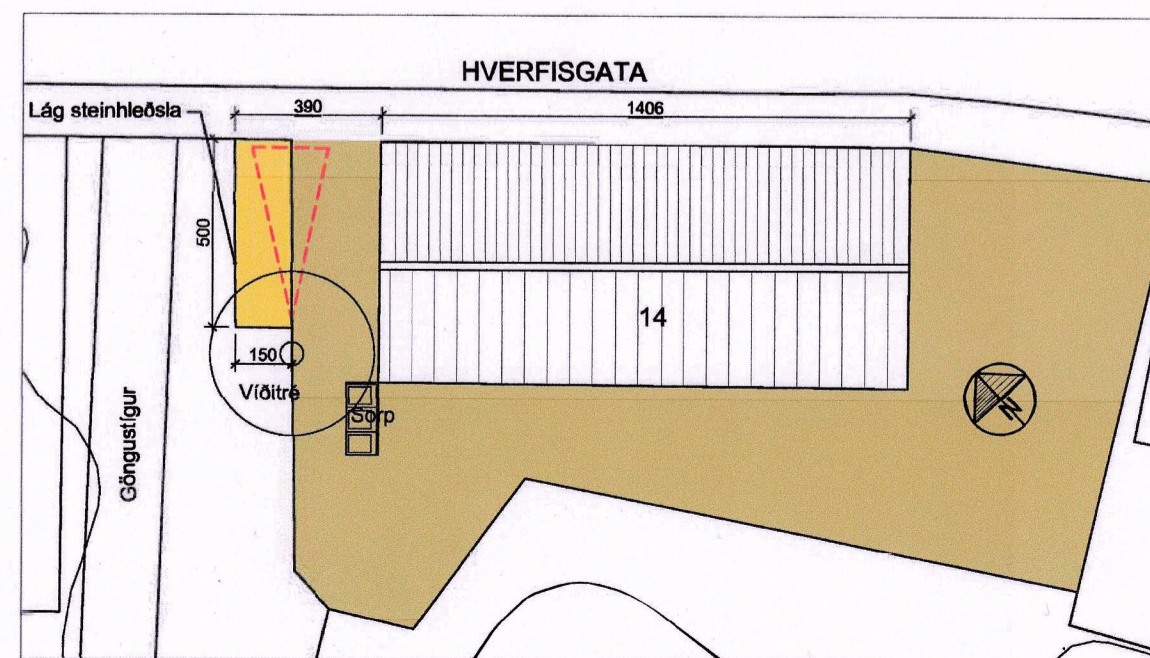 HVERFISGATA
Lág steinhleðsla
390
1406
500
14
150
Víðitré
Sorp
Göngustígur
N